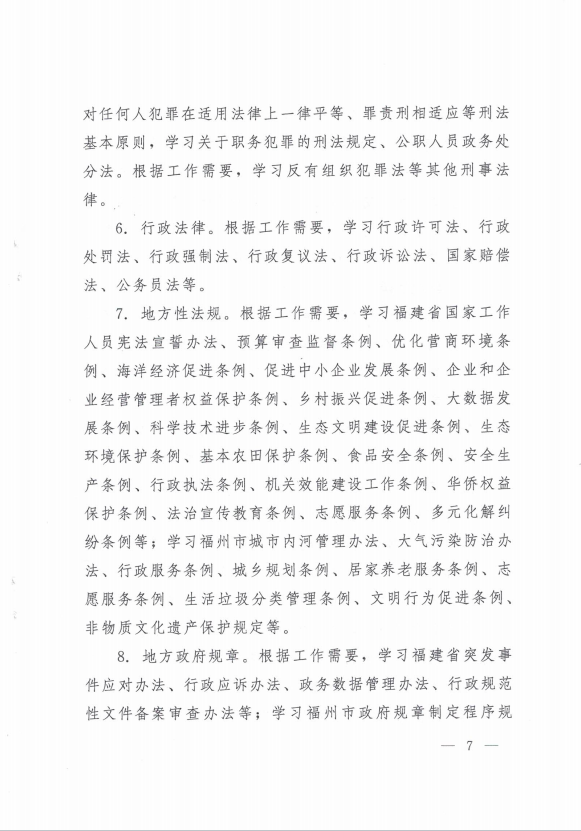 对任何人犯罪在适用法律上一律平等、罪责刑相适应等刑法
基本原则，学习关于职务犯罪的刑法规定、公职人员政务处
分法。根据工作需要，学习反有组织犯罪法等其他刑事法
律。
6. 行政法律。根据工作需要，学习行政许可法、行政
处罚法、行政强制法、行政复议法、行政诉讼法、国家赔偿
法、公务员法等。
7. 地方性法规。根据工作需要，学习福建省国家工作
人员宪法宣誓办法、预算审查监督条例、优化营商环境条
例、海洋经济促进条例、促进中小企业发展条例、企业和企
业经营管理者权益保护条例、乡村振兴促进条例、大数据发
展条例、科学技术进步条例、生态文明建设促进条例、生态
环境保护条例、基本农田保护条例、食品安全条例、安全生
产条例、行政执法条例、机关效能建设工作条例、华侨权益
保护条例、法治宣传教育条例、志愿服务条例、多元化解纠
纷条例等；学习福州市城市内河管理办法、大气污染防治办
法、行政服务条例、城乡规划条例、居家养老服务条例、志
愿服务条例、生活垃圾分类管理条例、文明行为促进条例、
非物质文化遗产保护规定等。
8. 地方政府规章。根据工作需要，学习福建省突发事
件应对办法、行政应诉办法、政务数据管理办法、行政规范
性文件备案审查办法等；学习福州市政府规章制定程序规
— 7 —